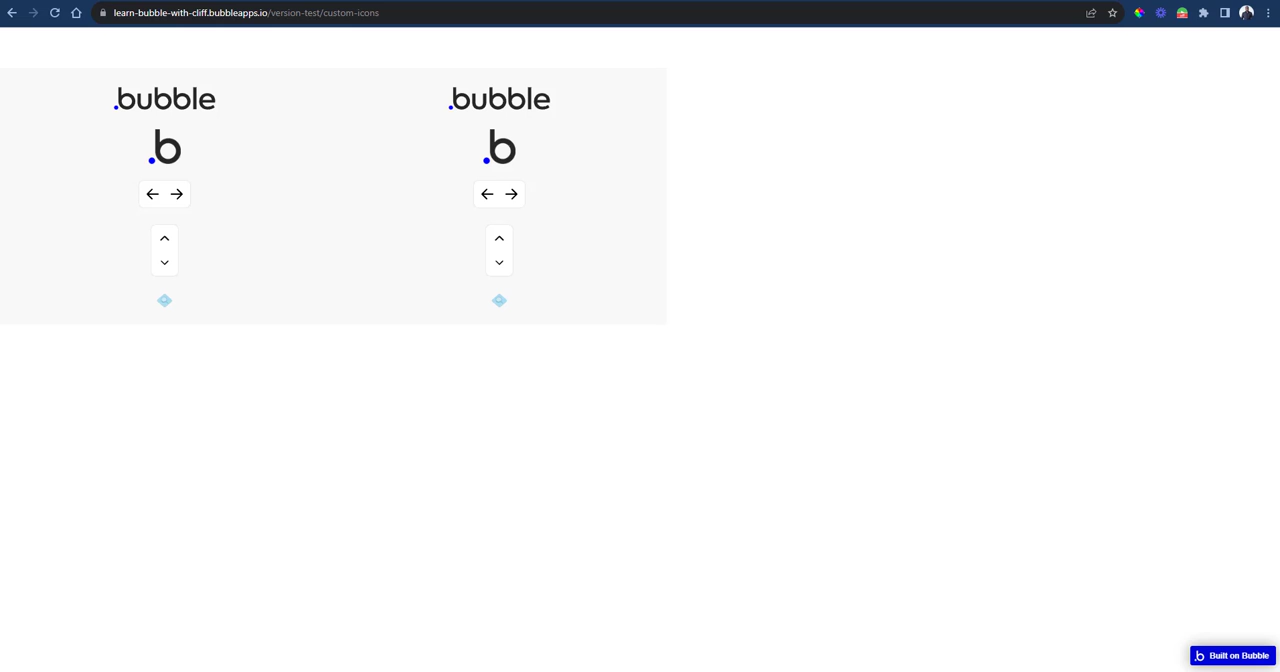 learn-bubble-with-cliff.bubbleapps.io/version-test/custom-icons
.bubble
.bubble
.b
.b
b Built on Bubble